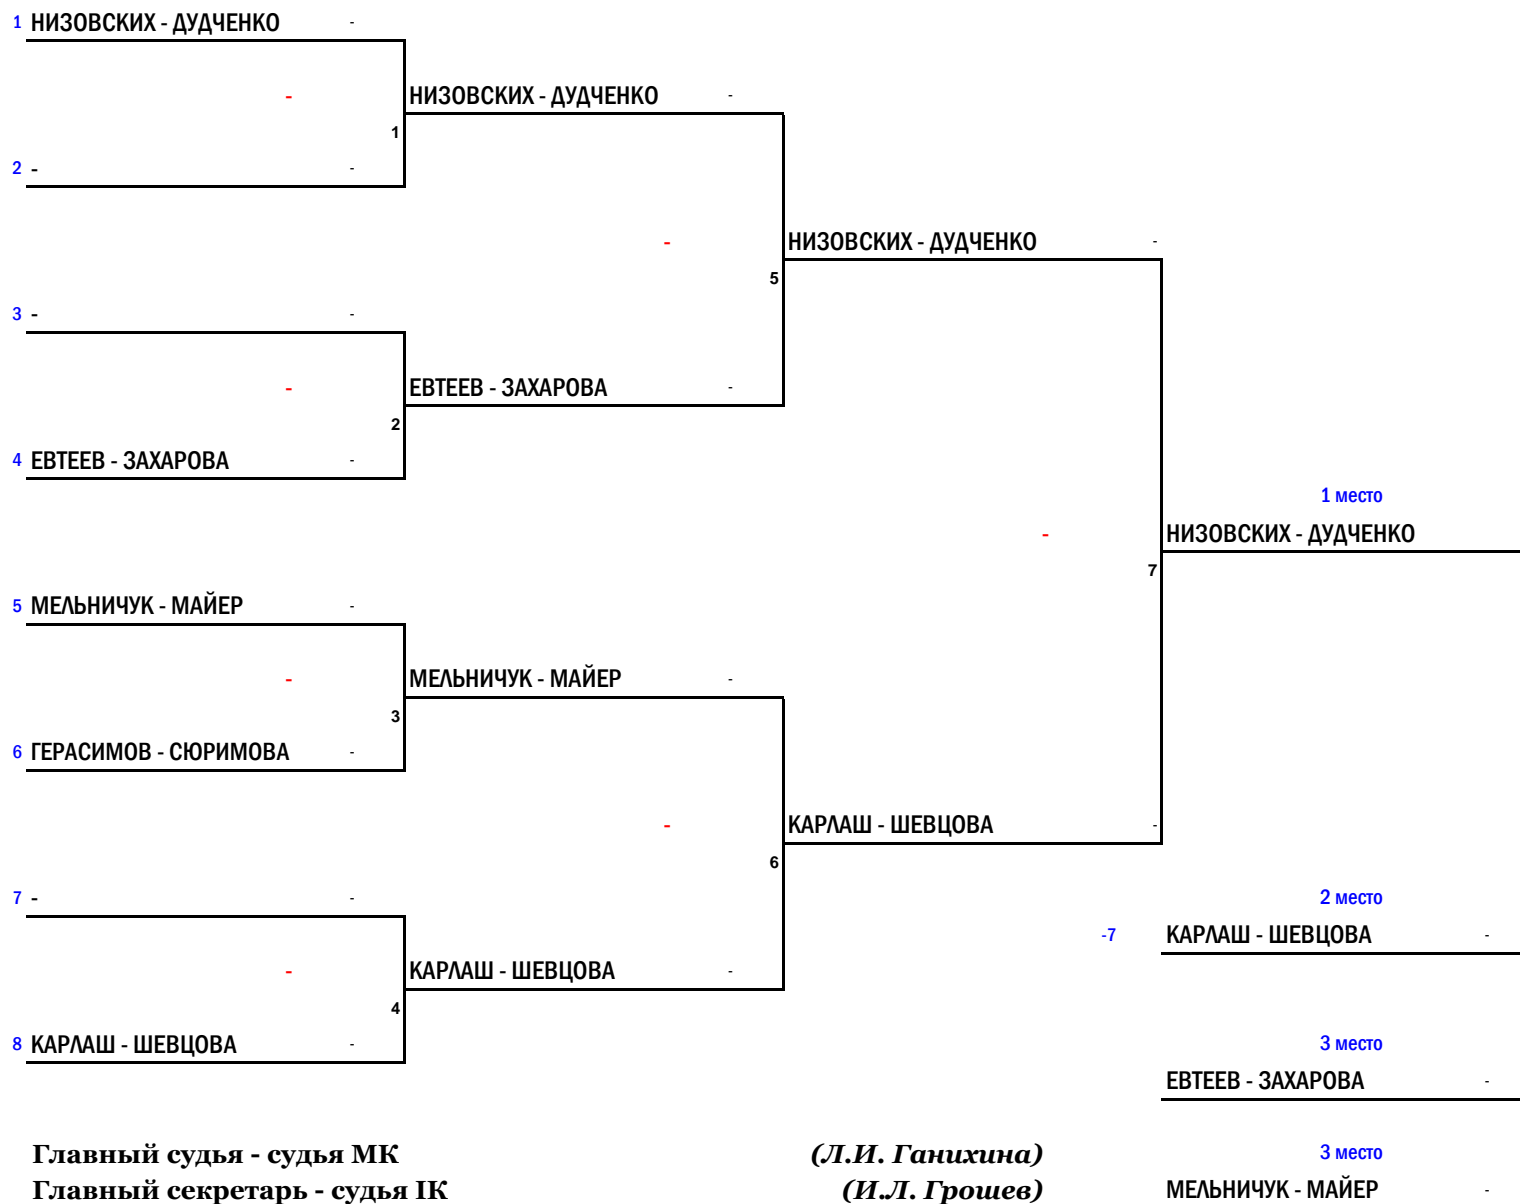 1 НИЗОВСКИХ - ДУДЧЕНКО -
- НИЗОВСКИХ - ДУДЧЕНКО -
1
2 - -
- НИЗОВСКИХ - ДУДЧЕНКО -
5
3 - -
- ЕВТЕЕВ - ЗАХАРОВА -
2
4 ЕВТЕЕВ - ЗАХАРОВА -
1 место
- НИЗОВСКИХ - ДУДЧЕНКО
7
5 МЕЛЬНИЧУК - МАЙЕР -
- МЕЛЬНИЧУК - МАЙЕР -
3
6 ГЕРАСИМОВ - СЮРИМОВА -
- КАРЛАШ - ШЕВЦОВА -
6
7 - -
2 место
-7 КАРЛАШ - ШЕВЦОВА -
- КАРЛАШ - ШЕВЦОВА -
4
8 КАРЛАШ - ШЕВЦОВА -
3 место
ЕВТЕЕВ - ЗАХАРОВА -
Главный судья - судья МК (Л.И. Ганихина)
3 место
Главный секретарь - судья IК (И.Л. Грошев)
МЕЛЬНИЧУК - МАЙЕР -